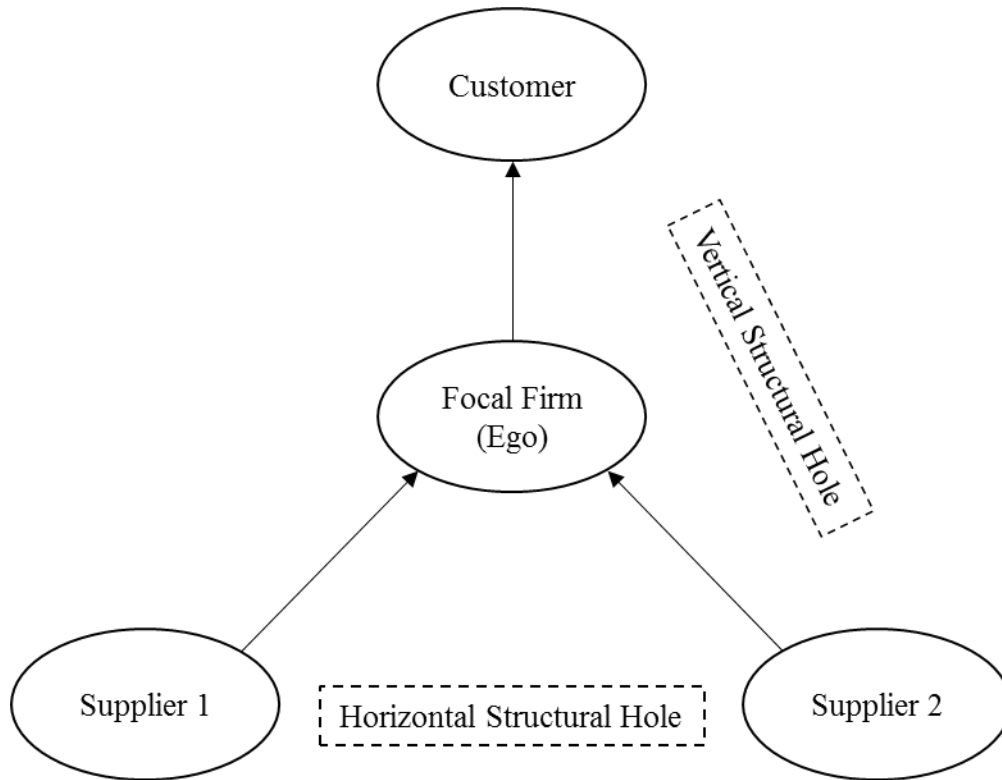 Customer
Vertical Structural Hole
Focal Firm
(Ego)
Supplier 1
Horizontal Structural Hole
Supplier 2